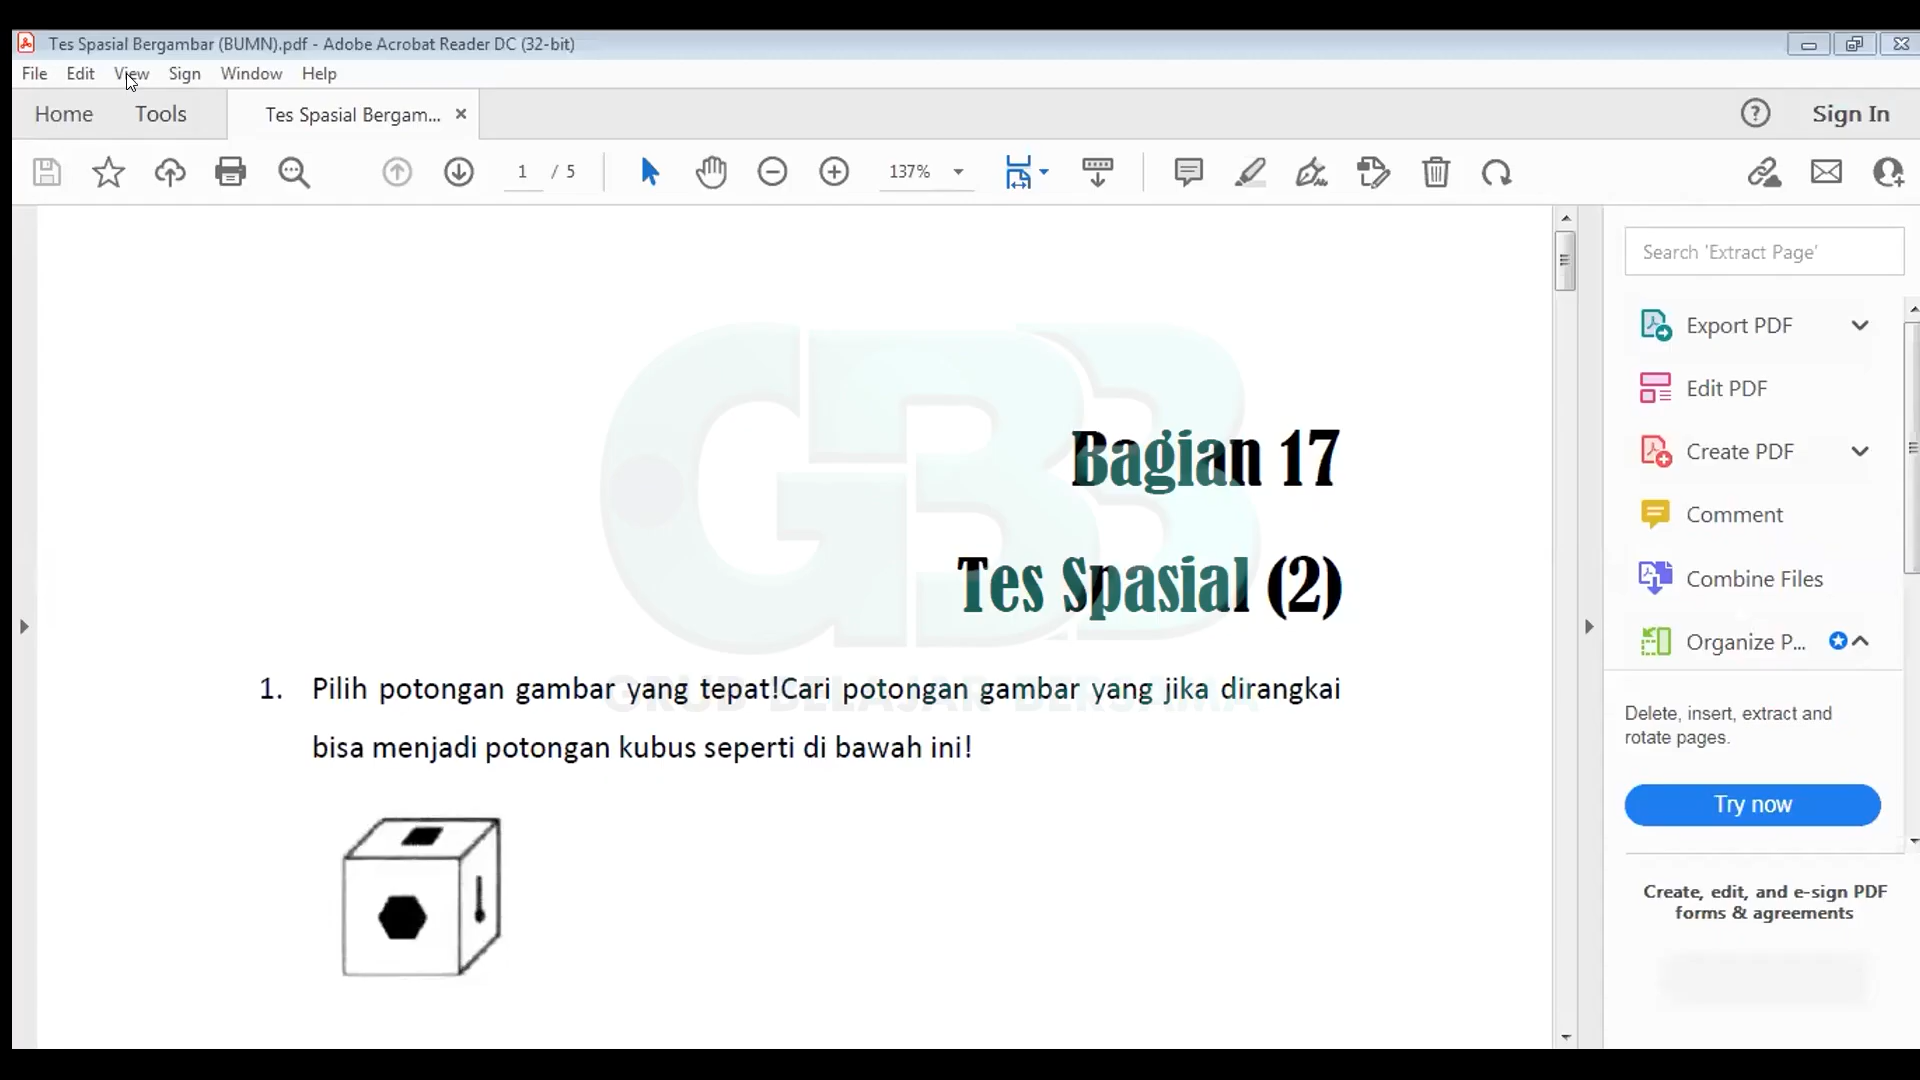 Tes Spasial Bergambar (BUMN).pdf - Adobe Acrobat Reader DC (32-bit)
File Edit View Sign Window Help
Home Tools Tes Spasial Bergam... Sign In
1 / 5 137%
Search 'Extract Page'
Export PDF
Edit PDF
Create PDF
Comment
Combine Files
Organize P...
Delete, insert, extract and
rotate pages.
Try now
Create, edit, and e-sign PDF
forms & agreements
GBB
Bagian 17
Tes Spasial (2)
GRUB BELAJAR BERSAMA
1. Pilih potongan gambar yang tepat!Cari potongan gambar yang jika dirangkai
bisa menjadi potongan kubus seperti di bawah ini!